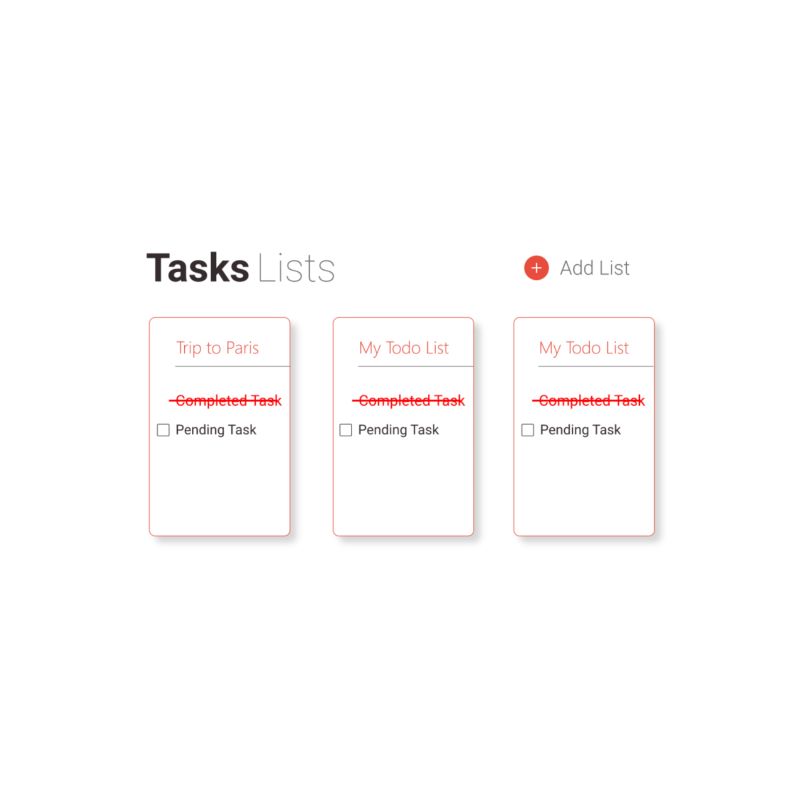 Tasks Lists
Add List
Trip to Paris
Completed Task
Pending Task
My Todo List
Completed Task
Pending Task
My Todo List
Completed Task
Pending Task